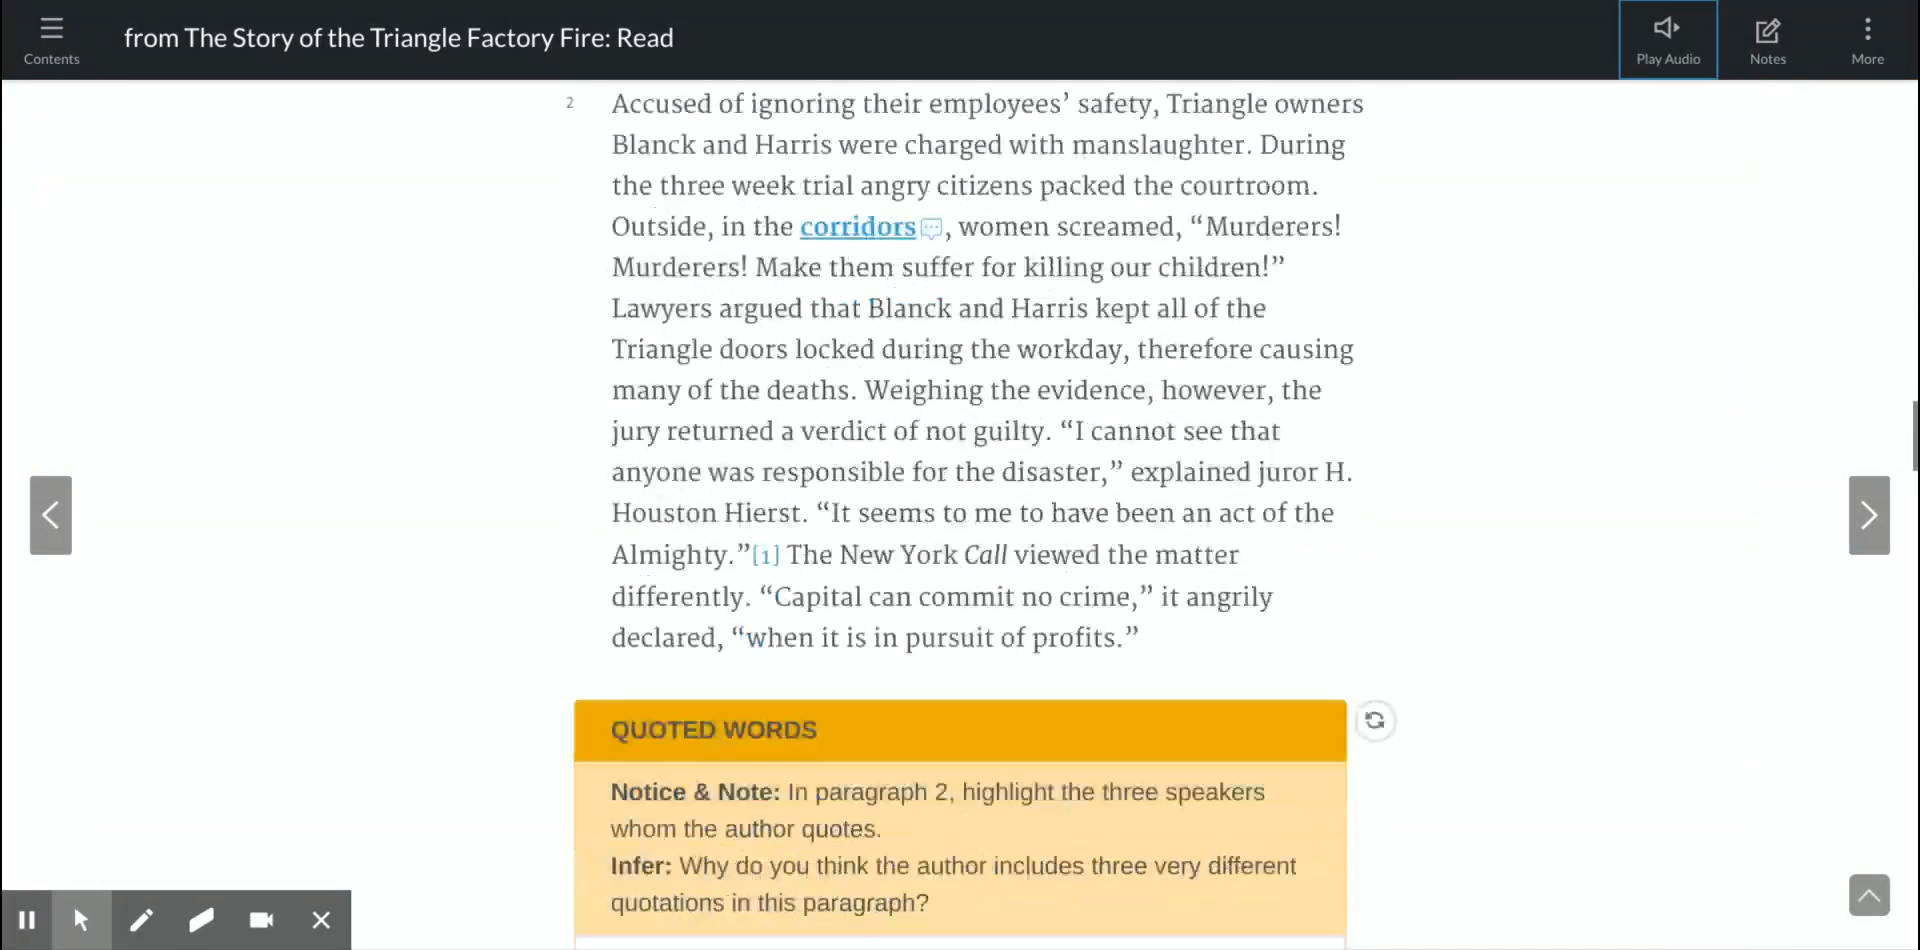 Contents
from The Story of the Triangle Factory Fire: Read
Play Audio
Notes
More
2
Accused of ignoring their employees’ safety, Triangle owners
Blanck and Harris were charged with manslaughter. During
the three week trial angry citizens packed the courtroom.
Outside, in the corridors, women screamed, “Murderers!
Murderers! Make them suffer for killing our children!”
Lawyers argued that Blanck and Harris kept all of the
Triangle doors locked during the workday, therefore causing
many of the deaths. Weighing the evidence, however, the
jury returned a verdict of not guilty. “I cannot see that
anyone was responsible for the disaster,” explained juror H.
Houston Hierst. “It seems to me to have been an act of the
Almighty.”[1] The New York Call viewed the matter
differently. “Capital can commit no crime,” it angrily
declared, “when it is in pursuit of profits.”
QUOTED WORDS
Notice & Note: In paragraph 2, highlight the three speakers
whom the author quotes.
Infer: Why do you think the author includes three very different
quotations in this paragraph?